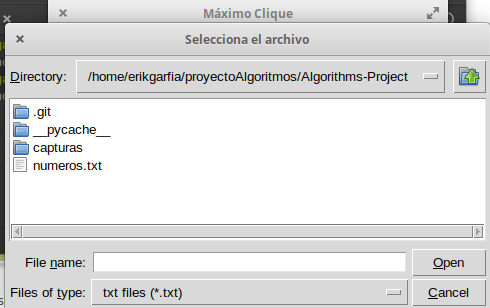 Máximo Clique
Selecciona el archivo
Directory: /home/erikgarfia/proyectoAlgoritmos/Algorithms-Project
.git
__pycache__
capturas
numeros.txt
File name: Open
Files of type: txt files (*.txt) Cancel